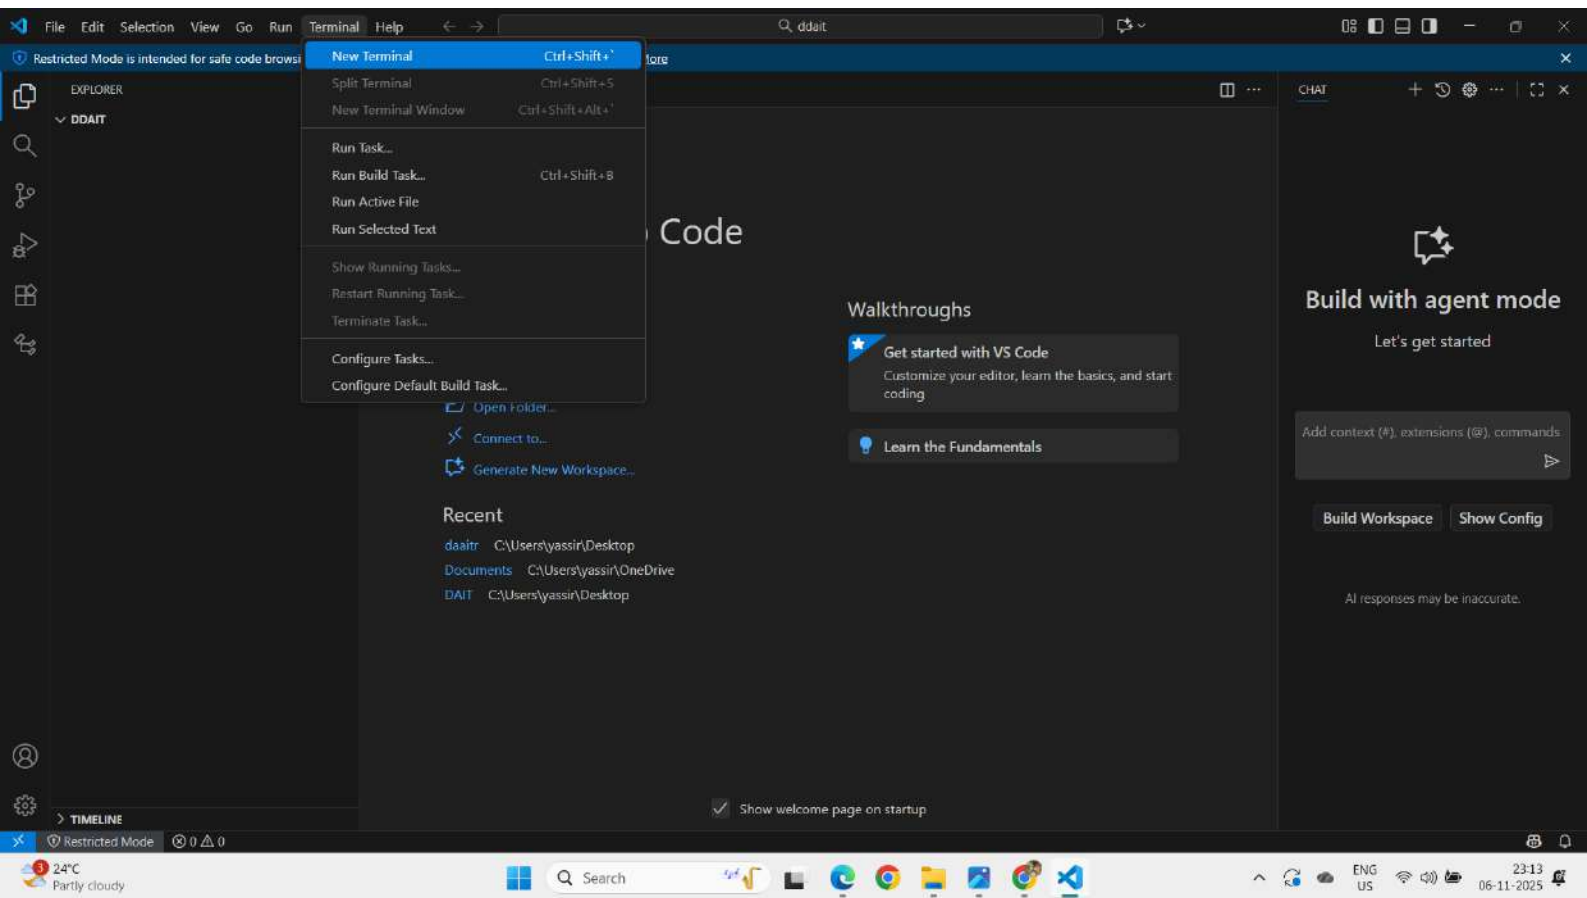 File Edit Selection View Go Run Terminal Help
ddait
Restricted Mode is intended for safe code browsi
More
New Terminal Ctrl+Shift+`
Split Terminal Ctrl+Shift+5
New Terminal Window Ctrl+Shift+Alt+`
Run Task...
Run Build Task... Ctrl+Shift+B
Run Active File
Run Selected Text
Show Running Tasks...
Restart Running Task...
Terminate Task...
Configure Tasks...
Configure Default Build Task...
EXPLORER
DDAIT
TIMELINE
Code
Open Folder...
Connect to...
Generate New Workspace...
Recent
daaitr C:\Users\yassir\Desktop
Documents C:\Users\yassir\OneDrive
DAIT C:\Users\yassir\Desktop
Walkthroughs
Get started with VS Code
Customize your editor, learn the basics, and start
coding
Learn the Fundamentals
Show welcome page on startup
CHAT
Build with agent mode
Let's get started
Add context (#), extensions (@), commands
Build Workspace Show Config
AI responses may be inaccurate.
Restricted Mode 0 0
3
24°C
Partly cloudy
Search
ENG
US
23:13
06-11-2025